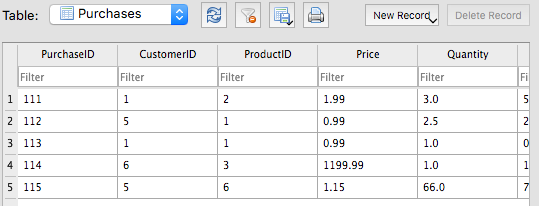 Table: Purchases New Record Delete Record
PurchaseID CustomerID ProductID Price Quantity
Filter Filter Filter Filter Filter Fil
1 111 1 2 1.99 3.0 5
2 112 5 1 0.99 2.5 2
3 113 1 1 0.99 1.0 0
4 114 6 3 1199.99 1.0 1
5 115 5 6 1.15 66.0 7